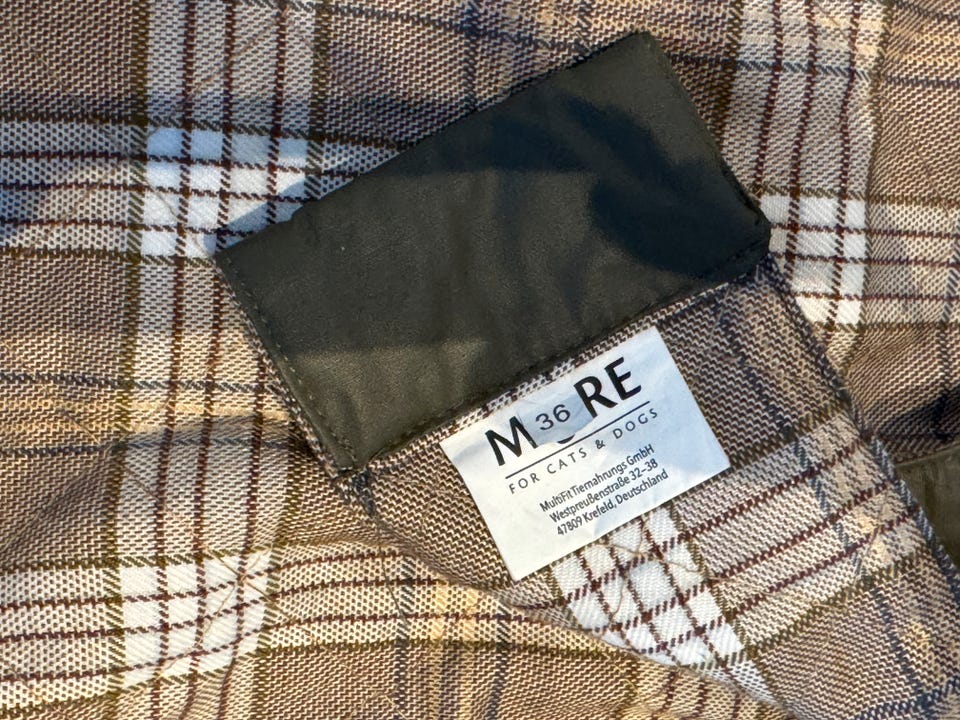 M RE
36
FOR CATS & DOGS
MultiFit Tiernahrungs GmbH
Westpreußenstraße 32–38
47809 Krefeld, Deutschland